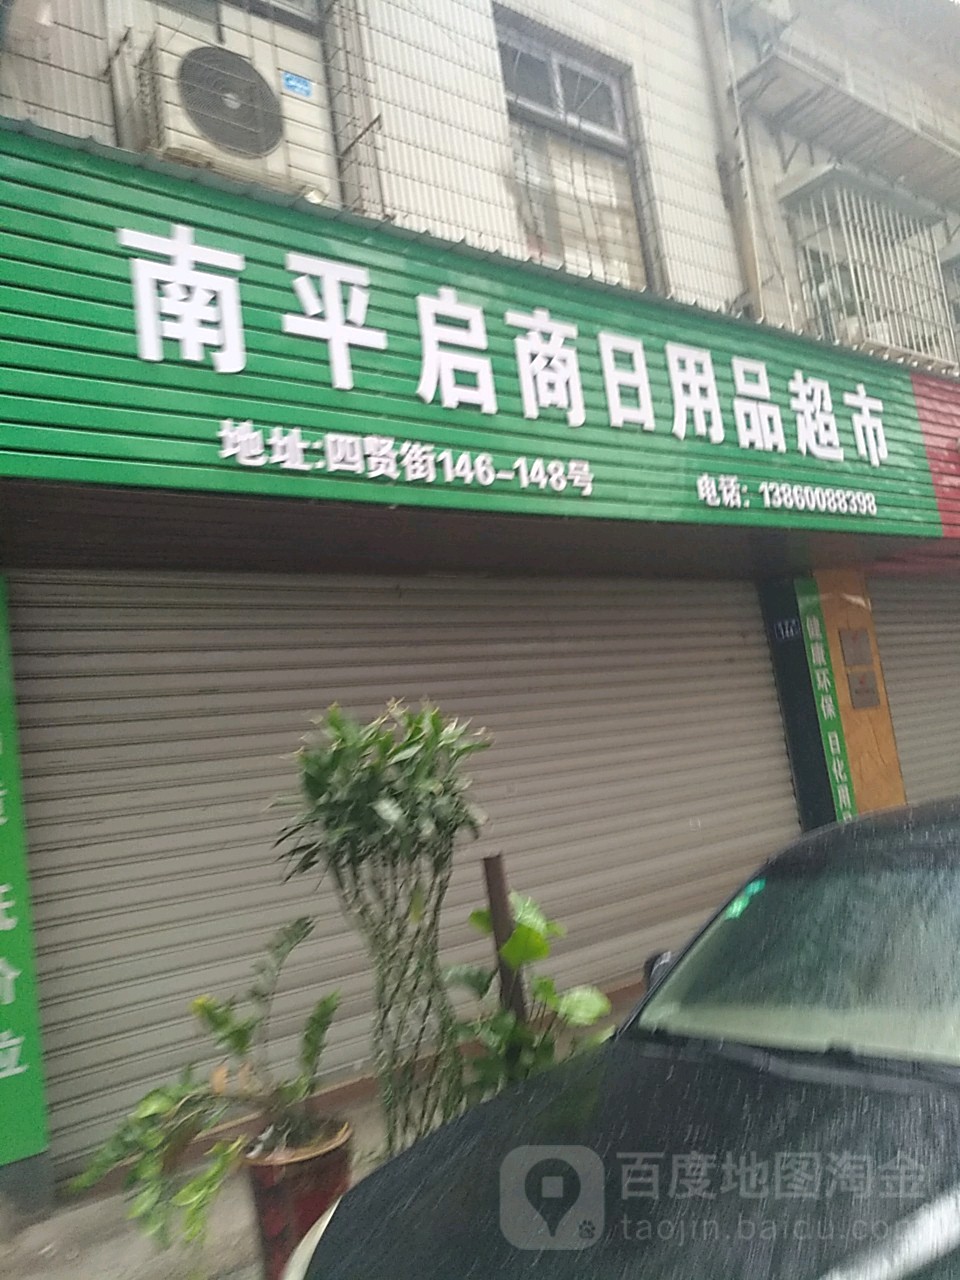 南平启商日用品超市
地址:四贤街146-148号
电话: 13860088398
健康环保 日化用
价位
百度地图淘金
taojin.baidu.com